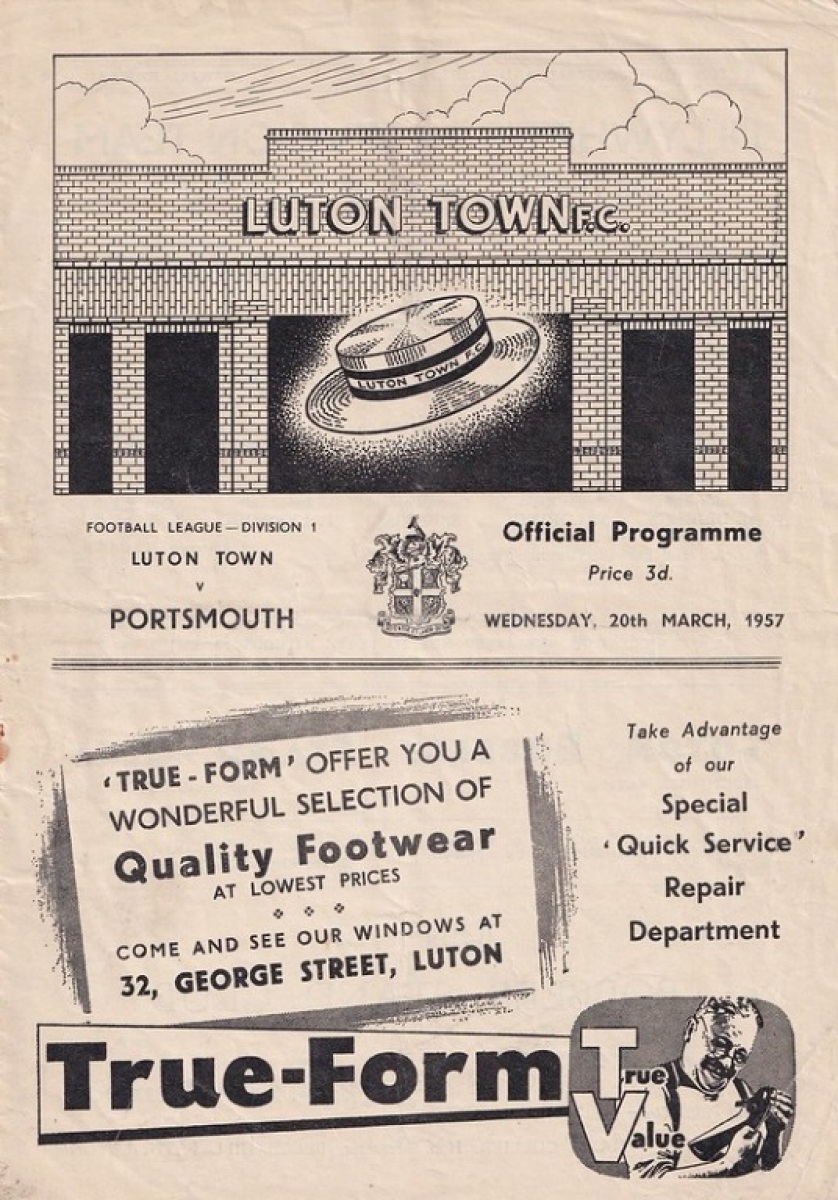 LUTON TOWN F.C.
LUTON TOWN F.C.
FOOTBALL LEAGUE — DIVISION 1
LUTON TOWN
v
PORTSMOUTH
Official Programme
Price 3d.
WEDNESDAY, 20th MARCH, 1957
'TRUE - FORM' OFFER YOU A
WONDERFUL SELECTION OF
Quality Footwear
AT LOWEST PRICES
COME AND SEE OUR WINDOWS AT
32, GEORGE STREET, LUTON
Take Advantage
of our
Special
'Quick Service'
Repair
Department
True-Form
True
Value